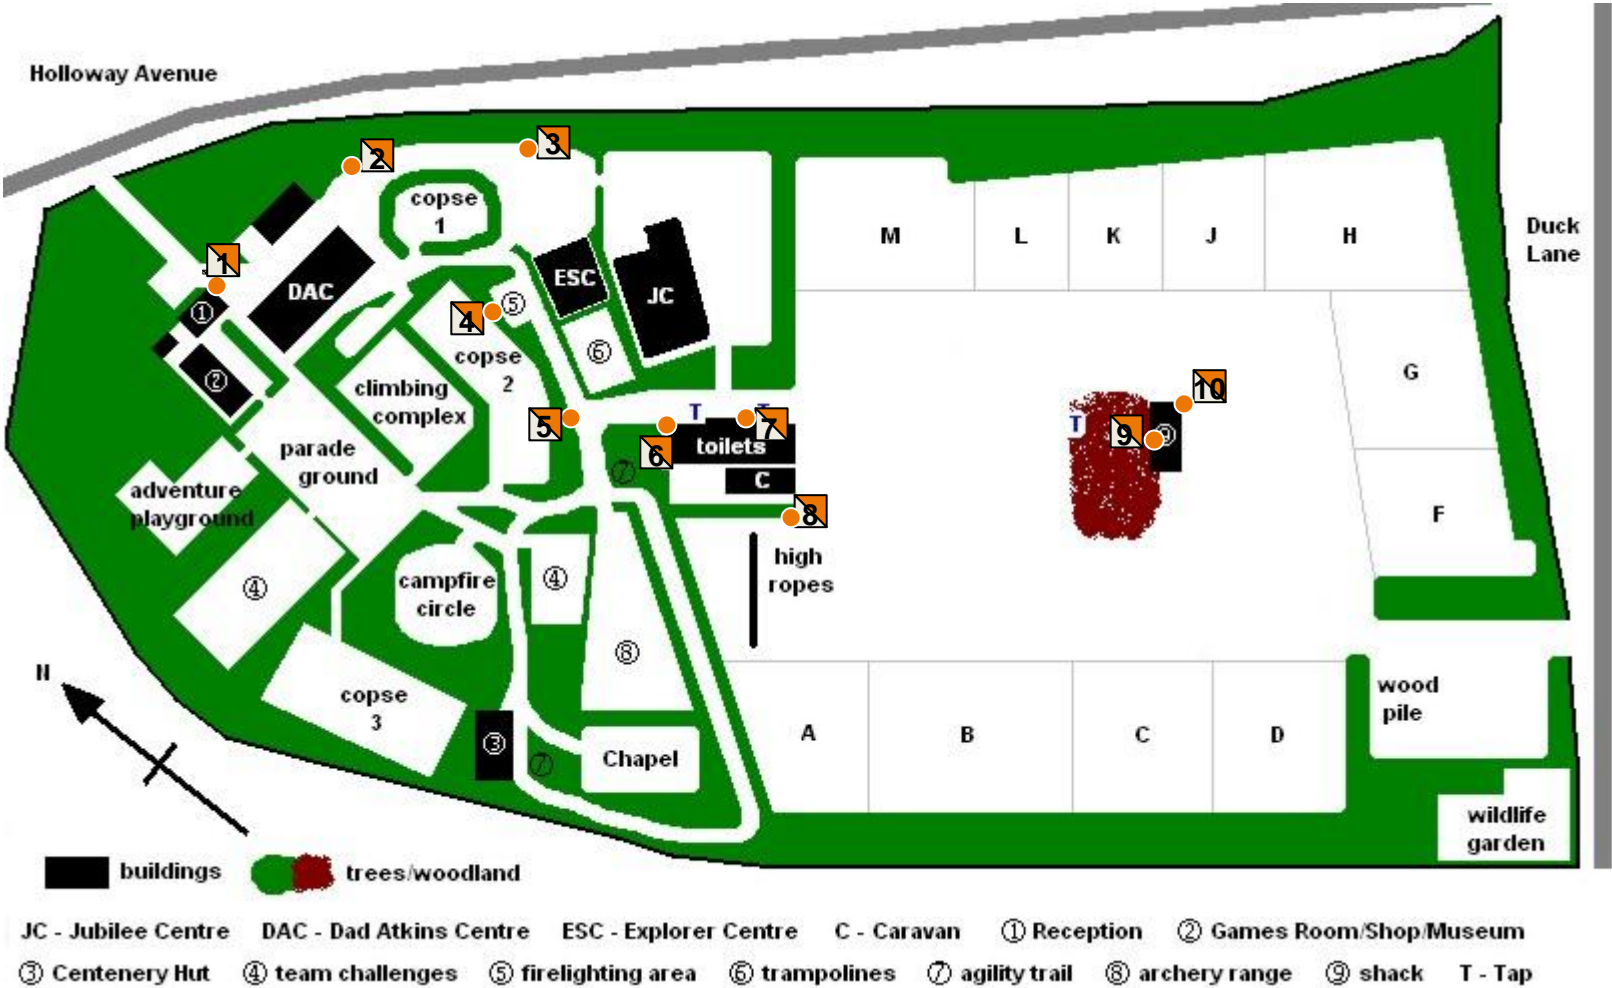 Holloway Avenue
2
3
copse
1
M
L
K
J
H
Duck
Lane
1
DAC
ESC
JC
①
4
⑤
copse
2
⑥
②
climbing
complex
G
10
5
T
T
7
T
9
⑨
6
toilets
parade
ground
⑦
C
adventure
playground
8
F
high
ropes
④
campfire
circle
④
⑧
N
copse
3
wood
pile
③
⑦
Chapel
A
B
C
D
wildlife
garden
buildings
trees/woodland
JC - Jubilee Centre DAC - Dad Atkins Centre ESC - Explorer Centre C - Caravan ① Reception ② Games Room/Shop/Museum
③ Centenery Hut ④ team challenges ⑤ firelighting area ⑥ trampolines ⑦ agility trail ⑧ archery range ⑨ shack T - Tap